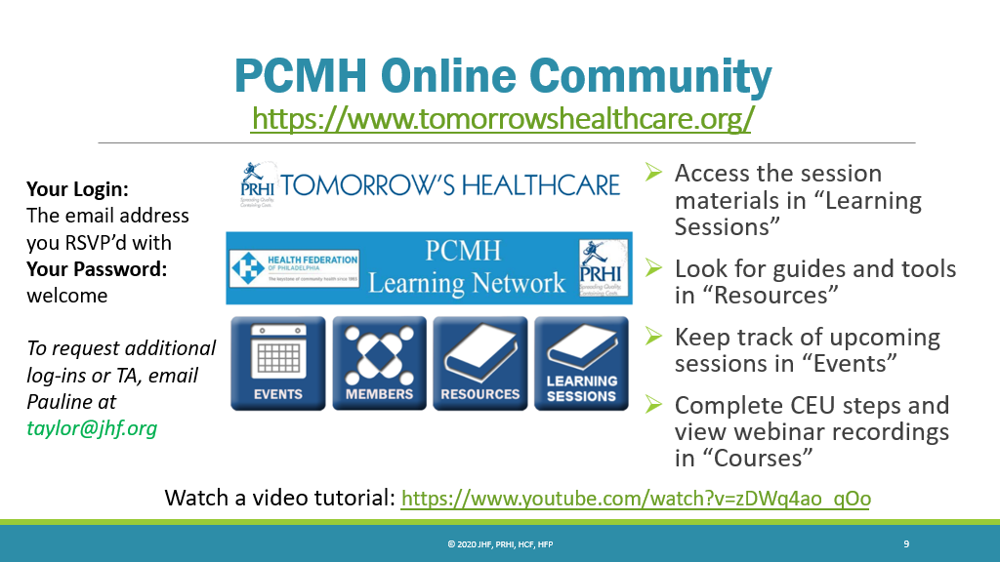 PCMH Online Community
https://www.tomorrowshealthcare.org/
Your Login:
The email address
you RSVP’d with
Your Password:
welcome
To request additional
log-ins or TA, email
Pauline at
taylor@jhf.org
PRHI
Spreading Quality,
Containing Costs.
TOMORROW’S HEALTHCARE
HEALTH FEDERATION
OF PHILADELPHIA
The keystone of community health since 1983
PCMH
Learning Network
PRHI
Spreading Quality,
Containing Costs.
EVENTS
MEMBERS
RESOURCES
LEARNING
SESSIONS
Access the session
materials in “Learning
Sessions”
Look for guides and tools
in “Resources”
Keep track of upcoming
sessions in “Events”
Complete CEU steps and
view webinar recordings
in “Courses”
Watch a video tutorial: https://www.youtube.com/watch?v=zDWq4ao_qOo
© 2020 JHF, PRHI, HCF, HFP
9